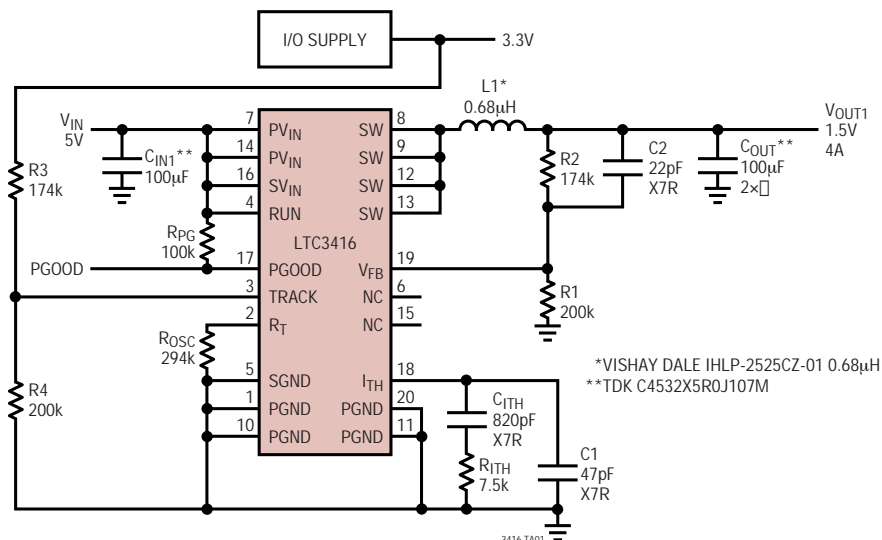 I/O SUPPLY
3.3V
L1*
0.68µH
VIN
5V
CIN1**
100µF
R3
174k
RPG
100k
PGOOD
ROSC
294k
R4
200k
7 PVIN SW 8
14 PVIN SW 9
16 SVIN SW 12
4 RUN SW 13
LTC3416
17 PGOOD VFB 19
3 TRACK NC 6
2 RT NC 15
5 SGND ITH 18
1 PGND PGND 20
10 PGND PGND 11
R2
174k
C2
22pF
X7R
COUT**
100µF
2×
VOUT1
1.5V
4A
R1
200k
CITH
820pF
X7R
RITH
7.5k
C1
47pF
X7R
*VISHAY DALE IHLP-2525CZ-01 0.68µH
**TDK C4532X5R0J107M
3416 TA01